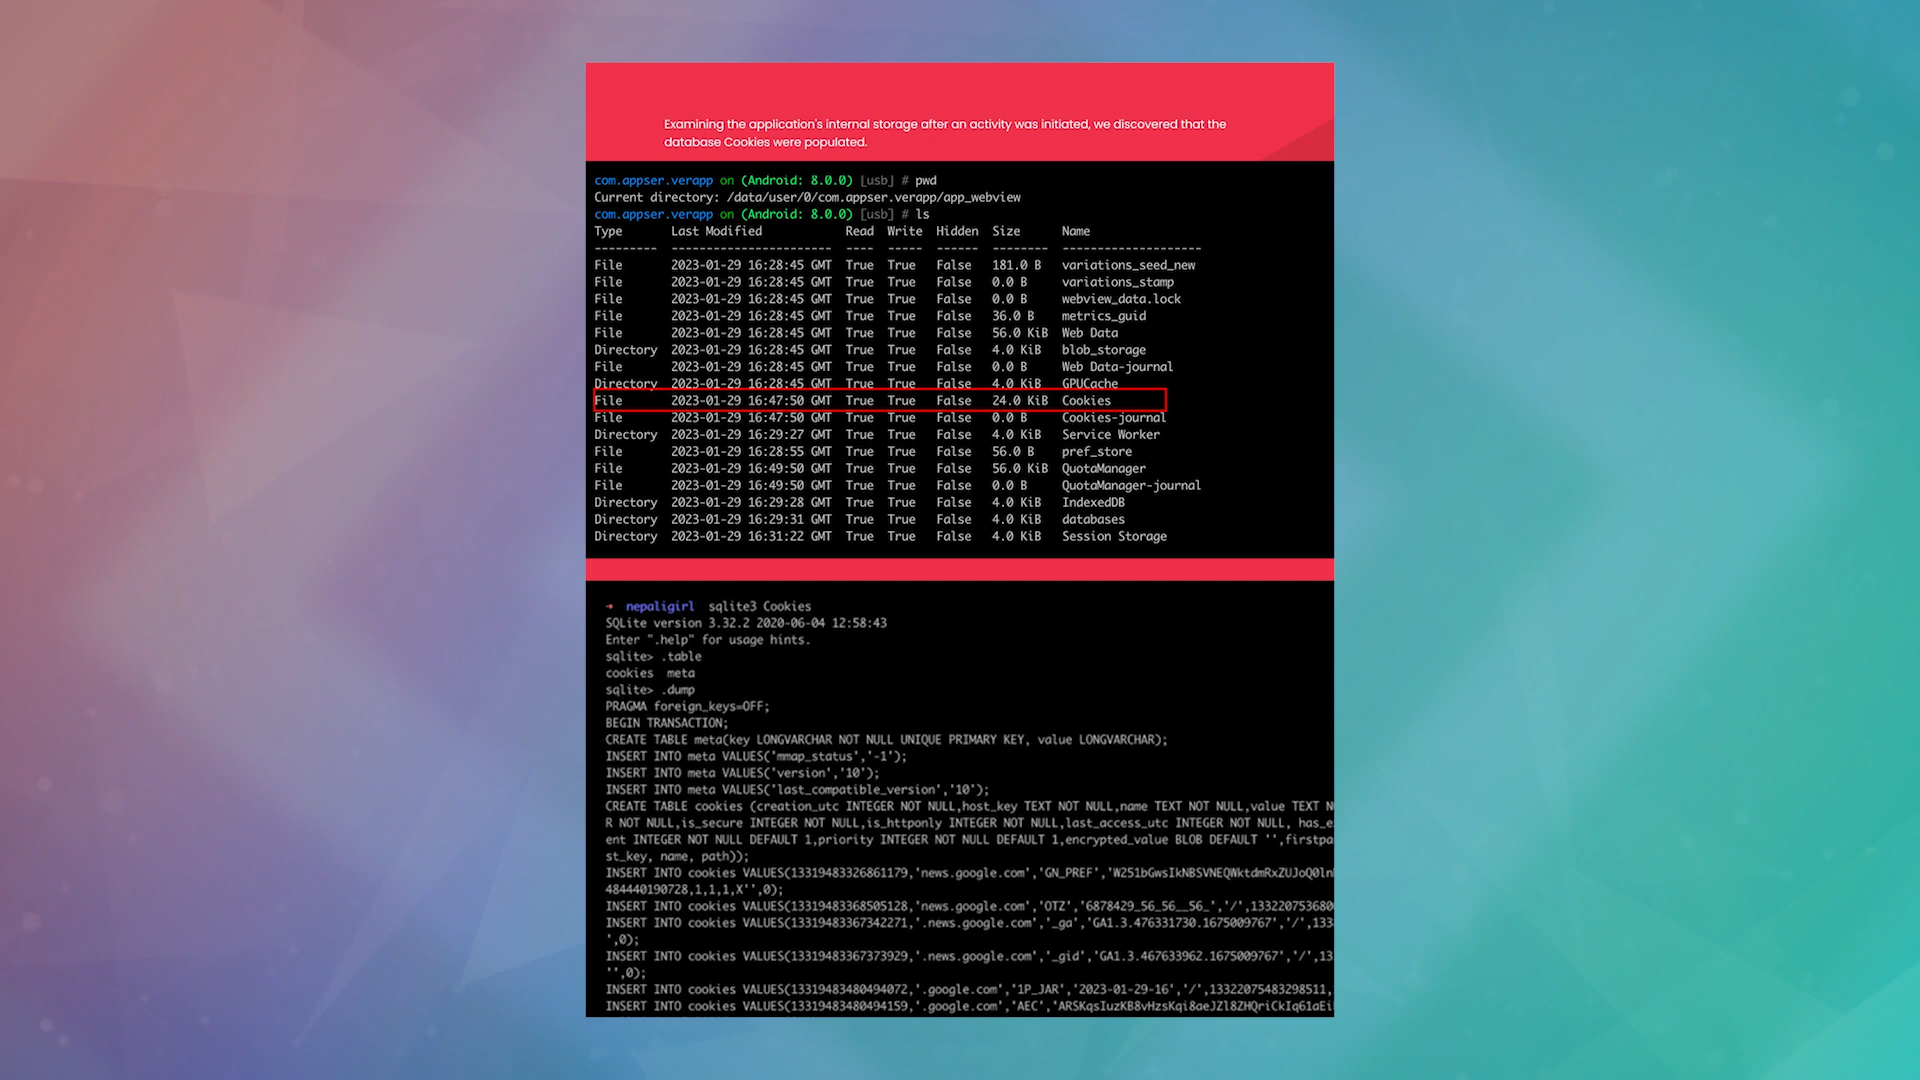 Examining the application's internal storage after an activity was initiated, we discovered that the
database Cookies were populated.
com.appser.verapp on (Android: 8.0.0) [usb] # pwd
Current directory: /data/user/0/com.appser.verapp/app_webview
com.appser.verapp on (Android: 8.0.0) [usb] # ls
Type Last Modified Read Write Hidden Size Name
--------- ----------------------- ---- ----- ------ -------- --------------------
File 2023-01-29 16:28:45 GMT True True False 181.0 B variations_seed_new
File 2023-01-29 16:28:45 GMT True True False 0.0 B variations_stamp
File 2023-01-29 16:28:45 GMT True True False 0.0 B webview_data.lock
File 2023-01-29 16:28:45 GMT True True False 36.0 B metrics_guid
File 2023-01-29 16:28:45 GMT True True False 56.0 KiB Web Data
Directory 2023-01-29 16:28:45 GMT True True False 4.0 KiB blob_storage
File 2023-01-29 16:28:45 GMT True True False 0.0 B Web Data-journal
Directory 2023-01-29 16:28:45 GMT True True False 4.0 KiB GPUCache
File 2023-01-29 16:47:50 GMT True True False 24.0 KiB Cookies
File 2023-01-29 16:47:50 GMT True True False 0.0 B Cookies-journal
Directory 2023-01-29 16:29:27 GMT True True False 4.0 KiB Service Worker
File 2023-01-29 16:28:55 GMT True True False 56.0 B pref_store
File 2023-01-29 16:49:50 GMT True True False 56.0 KiB QuotaManager
File 2023-01-29 16:49:50 GMT True True False 0.0 B QuotaManager-journal
Directory 2023-01-29 16:29:28 GMT True True False 4.0 KiB IndexedDB
Directory 2023-01-29 16:29:31 GMT True True False 4.0 KiB databases
Directory 2023-01-29 16:31:22 GMT True True False 4.0 KiB Session Storage
→ nepaligirl sqlite3 Cookies
SQLite version 3.32.2 2020-06-04 12:58:43
Enter ".help" for usage hints.
sqlite> .table
cookies meta
sqlite> .dump
PRAGMA foreign_keys=OFF;
BEGIN TRANSACTION;
CREATE TABLE meta(key LONGVARCHAR NOT NULL UNIQUE PRIMARY KEY, value LONGVARCHAR);
INSERT INTO meta VALUES('mmap_status','-1');
INSERT INTO meta VALUES('version','10');
INSERT INTO meta VALUES('last_compatible_version','10');
CREATE TABLE cookies (creation_utc INTEGER NOT NULL,host_key TEXT NOT NULL,name TEXT NOT NULL,value TEXT N
R NOT NULL,is_secure INTEGER NOT NULL,is_httponly INTEGER NOT NULL,last_access_utc INTEGER NOT NULL, has_e
ent INTEGER NOT NULL DEFAULT 1,priority INTEGER NOT NULL DEFAULT 1,encrypted_value BLOB DEFAULT '',firstpa
st_key, name, path));
INSERT INTO cookies VALUES(13319483326861179,'news.google.com','GN_PREF','W251bGwsIkNBSVNEQWktdmRxZUJoQ0ln
484440190728,1,1,1,X'',0);
INSERT INTO cookies VALUES(13319483368505128,'news.google.com','OTZ','6878429_56_56__56_','/',133220753680
INSERT INTO cookies VALUES(13319483367342271,'.news.google.com','_ga','GA1.3.476331730.1675009767','/',133
',0);
INSERT INTO cookies VALUES(13319483367373929,'.news.google.com','_gid','GA1.3.467633962.1675009767','/',13
'',0);
INSERT INTO cookies VALUES(13319483480494072,'.google.com','1P_JAR','2023-01-29-16','/',13322075483298511,
INSERT INTO cookies VALUES(13319483480494159,'.google.com','AEC','ARSKqsIuzKB8vHzsKqi8aeJZl8ZHQriCkIq61aEi